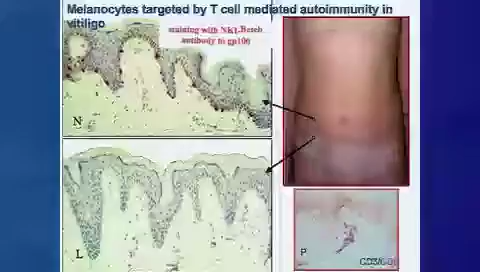 Melanocytes targeted by T cell mediated autoimmunity in
vitiligo
staining with NKI-Beteb
antibody to gp100
N
L
P